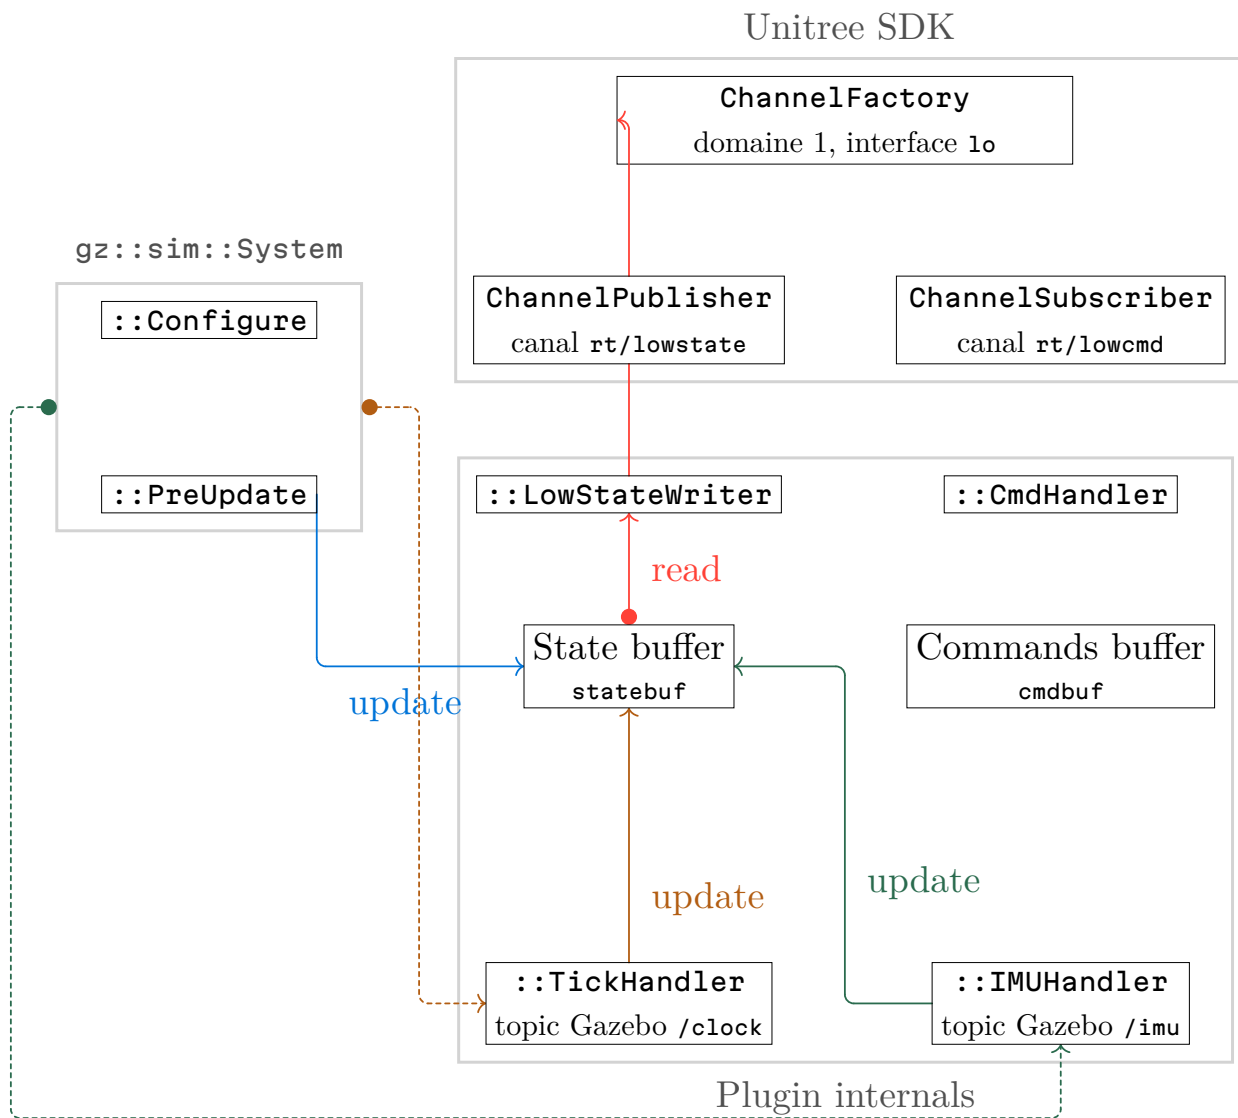 Unitree SDK
ChannelFactory
domaine 1, interface lo
gz::sim::System
ChannelPublisher
canal rt/lowstate
ChannelSubscriber
canal rt/lowcmd
::Configure
::PreUpdate
::LowStateWriter
::CmdHandler
read
State buffer
statebuf
Commands buffer
cmdbuf
update
update
update
::TickHandler
topic Gazebo /clock
::IMUHandler
topic Gazebo /imu
Plugin internals